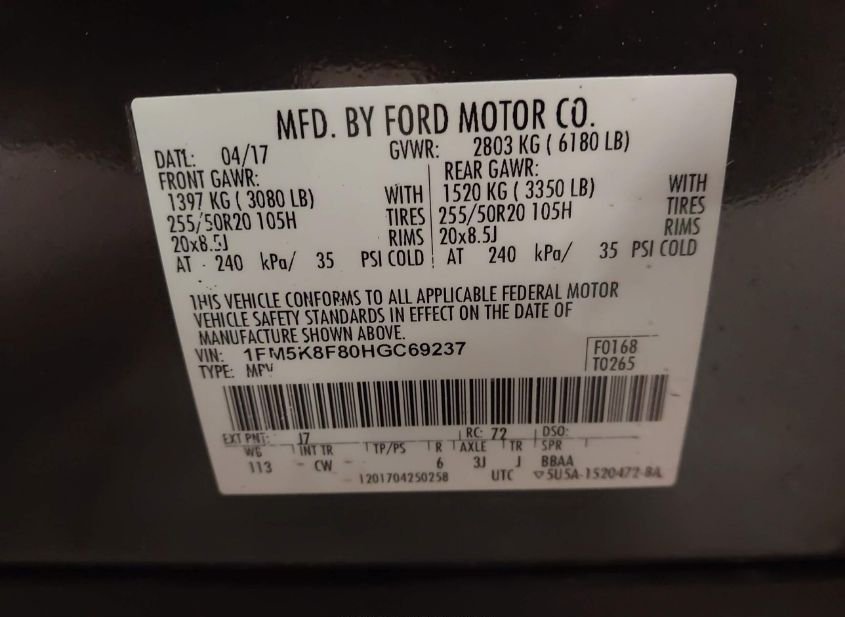 MFD. BY FORD MOTOR CO.
DATE: 04/17 GVWR: 2803 KG ( 6180 LB)
FRONT GAWR: REAR GAWR:
1397 KG ( 3080 LB) WITH 1520 KG ( 3350 LB) WITH
255/50R20 105H TIRES 255/50R20 105H TIRES
20x8.5J RIMS 20x8.5J RIMS
AT 240 kPa/ 35 PSI COLD AT 240 kPa/ 35 PSI COLD
THIS VEHICLE CONFORMS TO ALL APPLICABLE FEDERAL MOTOR
VEHICLE SAFETY STANDARDS IN EFFECT ON THE DATE OF
MANUFACTURE SHOWN ABOVE.
VIN: 1FM5K8F80HGC69237 F0168
TYPE: MPV T0265
EXT PNT: J7 RC: 72 DSO:
WB INT TR TP/PS R AXLE TR SPR
113 CW 6 3J J BBAA
1201704250258 UTC ▽5U5A-1520472-BA